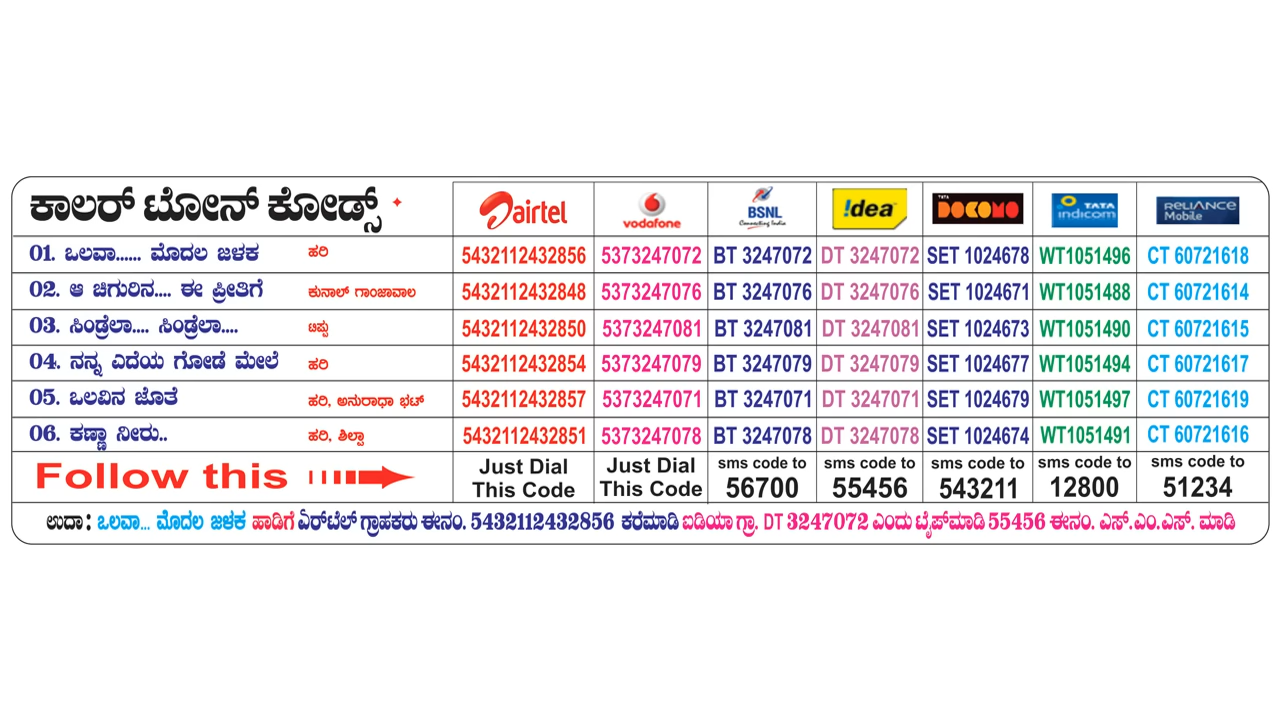 ಕಾಲರ್ ಟೋನ್ ಕೋಡ್ಸ್ airtel vodafone BSNL Connecting India !dea TATA DOCOMO TATA indicom RELIANCE Mobile
01. ಒಲವಾ...... ಮೊದಲ ಜಳಕ ಹರಿ 5432112432856 5373247072 BT 3247072 DT 3247072 SET 1024678 WT1051496 CT 60721618
02. ಆ ಚಿಗುರಿನ.... ಈ ಪ್ರೀತಿಗೆ ಕುನಾಲ್ ಗಾಂಜಾವಾಲ 5432112432848 5373247076 BT 3247076 DT 3247076 SET 1024671 WT1051488 CT 60721614
03. ಸಿಂಡ್ರೆಲಾ.... ಸಿಂಡ್ರೆಲಾ.... ಟಿಪ್ಪು 5432112432850 5373247081 BT 3247081 DT 3247081 SET 1024673 WT1051490 CT 60721615
04. ನನ್ನ ಎದೆಯ ಗೋಡೆ ಮೇಲೆ ಹರಿ 5432112432854 5373247079 BT 3247079 DT 3247079 SET 1024677 WT1051494 CT 60721617
05. ಒಲವಿನ ಜೊತೆ ಹರಿ, ಅನುರಾಧಾ ಭಟ್ 5432112432857 5373247071 BT 3247071 DT 3247071 SET 1024679 WT1051497 CT 60721619
06. ಕಣ್ಣಾ ನೀರು.. ಹರಿ, ಶಿಲ್ಪಾ 5432112432851 5373247078 BT 3247078 DT 3247078 SET 1024674 WT1051491 CT 60721616
Follow this Just Dial This Code Just Dial This Code sms code to 56700 sms code to 55456 sms code to 543211 sms code to 12800 sms code to 51234
ಉದಾ: ಒಲವಾ... ಮೊದಲ ಜಳಕ ಹಾಡಿಗೆ ಏರ್‌ಟೆಲ್ ಗ್ರಾಹಕರು ಈನಂ. 5432112432856 ಕರೆಮಾಡಿ ಐಡಿಯಾ ಗ್ರಾ, DT 3247072 ಎಂದು ಟೈಪ್‌ಮಾಡಿ 55456 ಈನಂ. ಎಸ್.ಎಂ.ಎಸ್. ಮಾಡಿ